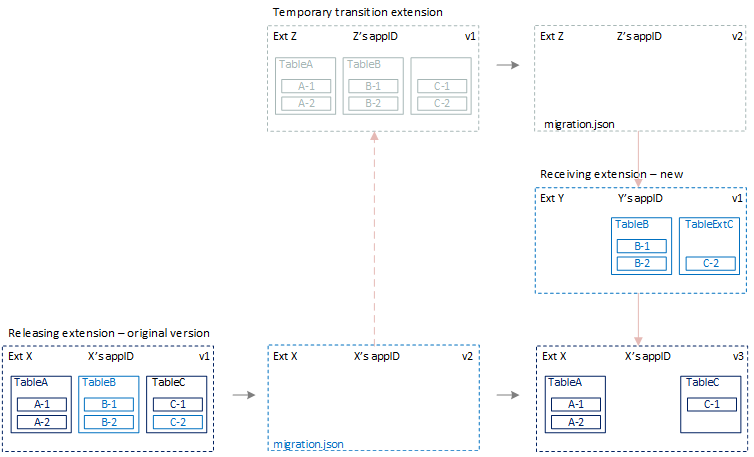 Temporary transition extension
Ext Z Z's appID v1
TableA TableB
A-1 B-1 C-1
A-2 B-2 C-2
Ext Z Z's appID v2
migration.json
Receiving extension – new
Ext Y Y's appID v1
TableB TableExtC
B-1
B-2 C-2
Releasing extension – original version
Ext X X's appID v1
TableA TableB TableC
A-1 B-1 C-1
A-2 B-2 C-2
Ext X X's appID v2
migration.json
Ext X X's appID v3
TableA TableC
A-1 C-1
A-2